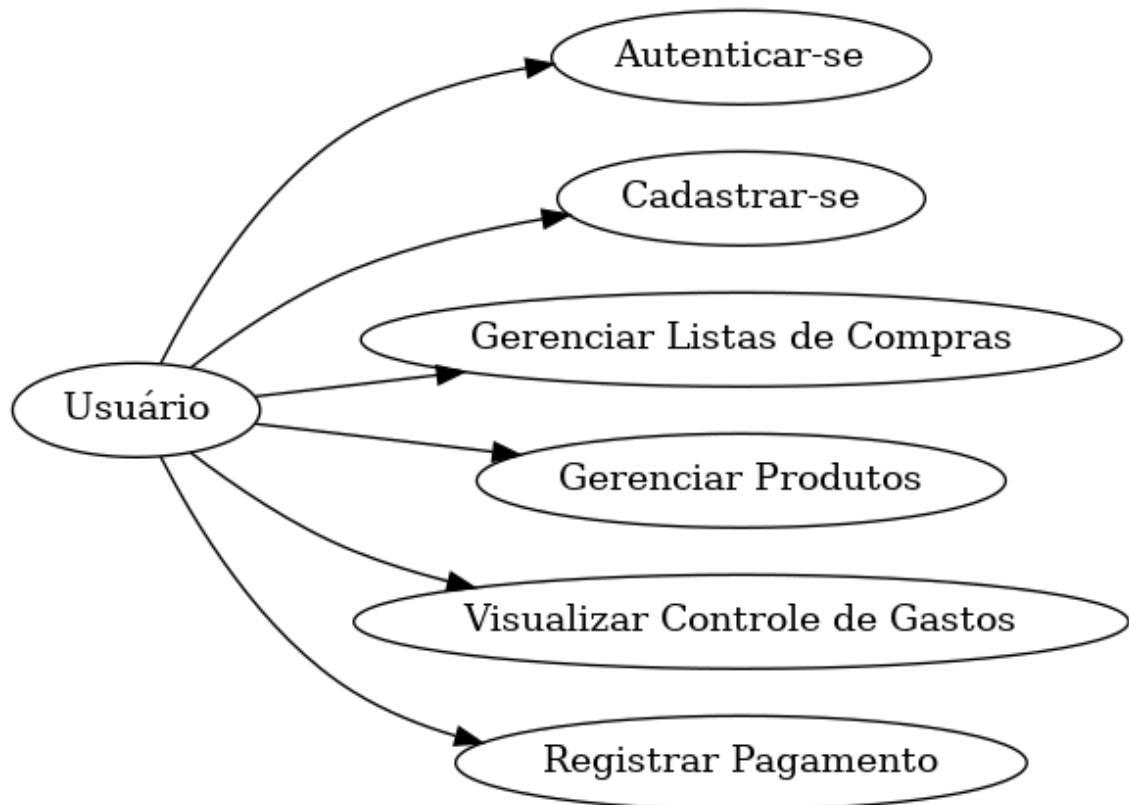 Autenticar-se
Cadastrar-se
Gerenciar Listas de Compras
Usuário
Gerenciar Produtos
Visualizar Controle de Gastos
Registrar Pagamento